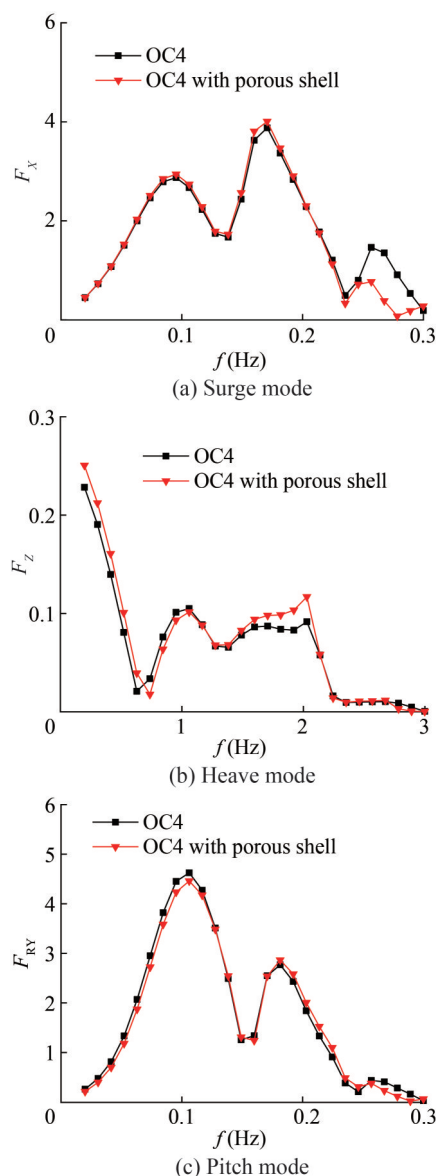 6
OC4
OC4 with porous shell
4
F_X
2
0
0.1
0.2
0.3
f(Hz)
(a) Surge mode
0.3
OC4
OC4 with porous shell
0.2
F_Z
0.1
0
1
2
3
f(Hz)
(b) Heave mode
6
OC4
5
OC4 with porous shell
4
F_RY
3
2
1
0
0.1
0.2
0.3
f(Hz)
(c) Pitch mode